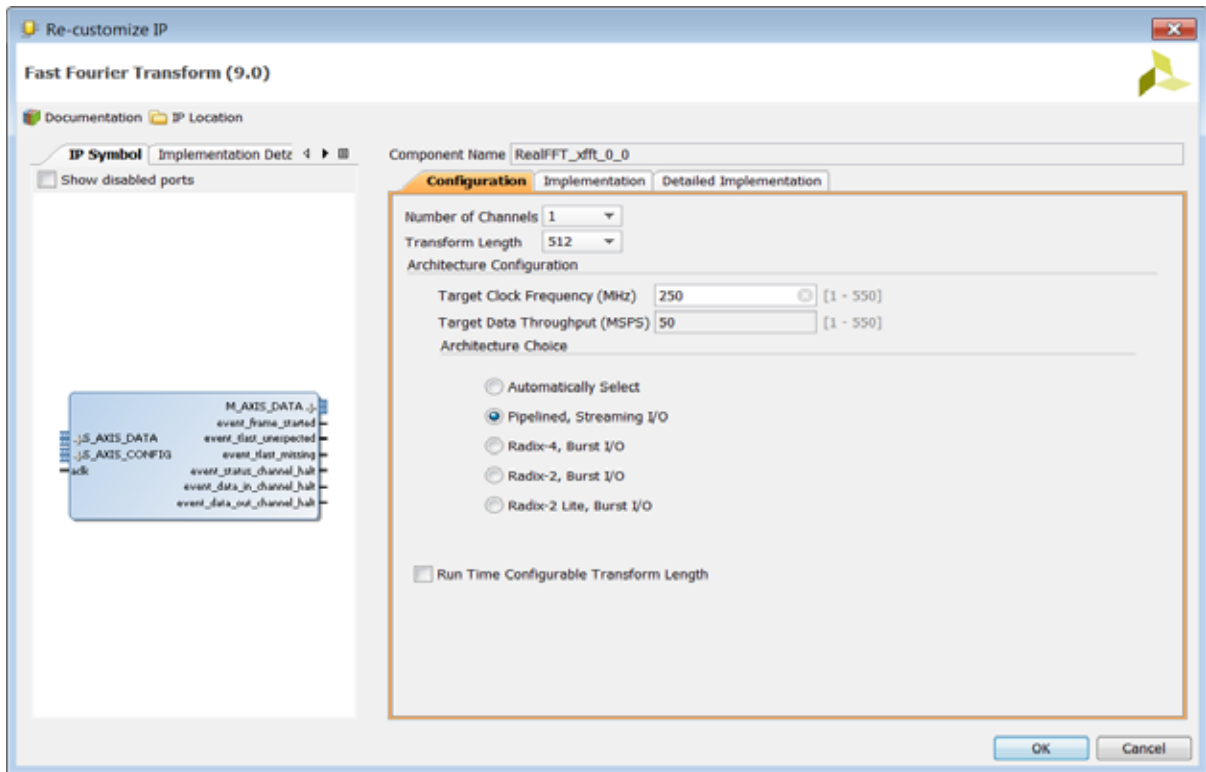 Re-customize IP
Fast Fourier Transform (9.0)
Documentation IP Location
IP Symbol Implementation Detz
Show disabled ports
M_AXIS_DATA
event_frame_started
S_AXIS_DATA event_tlast_unexpected
S_AXIS_CONFIG event_tlast_missing
aclk event_status_channel_halt
event_data_in_channel_halt
event_data_out_channel_halt
Component Name RealFFT_xfft_0_0
Configuration Implementation Detailed Implementation
Number of Channels 1
Transform Length 512
Architecture Configuration
Target Clock Frequency (MHz) 250 [1 - 550]
Target Data Throughput (MSPS) 50 [1 - 550]
Architecture Choice
Automatically Select
Pipelined, Streaming I/O
Radix-4, Burst I/O
Radix-2, Burst I/O
Radix-2 Lite, Burst I/O
Run Time Configurable Transform Length
OK Cancel